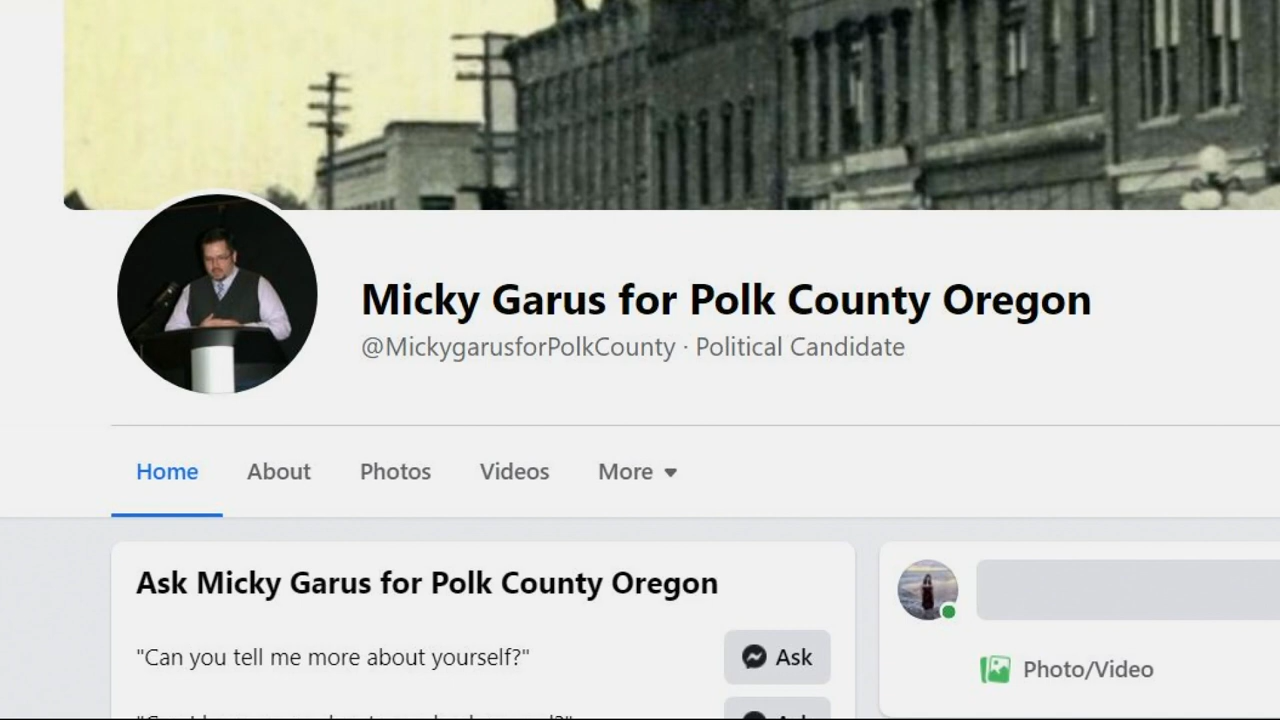 Micky Garus for Polk County Oregon
@MickygarusforPolkCounty · Political Candidate
Home About Photos Videos More
Ask Micky Garus for Polk County Oregon
"Can you tell me more about yourself?" Ask
Photo/Video